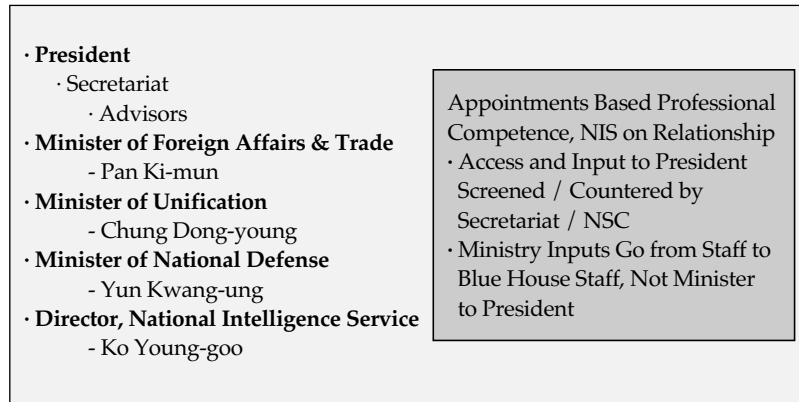 · President
· Secretariat
· Advisors
· Minister of Foreign Affairs & Trade
- Pan Ki-mun
· Minister of Unification
- Chung Dong-young
· Minister of National Defense
- Yun Kwang-ung
· Director, National Intelligence Service
- Ko Young-goo
Appointments Based Professional
Competence, NIS on Relationship
· Access and Input to President
Screened / Countered by
Secretariat / NSC
· Ministry Inputs Go from Staff to
Blue House Staff, Not Minister
to President